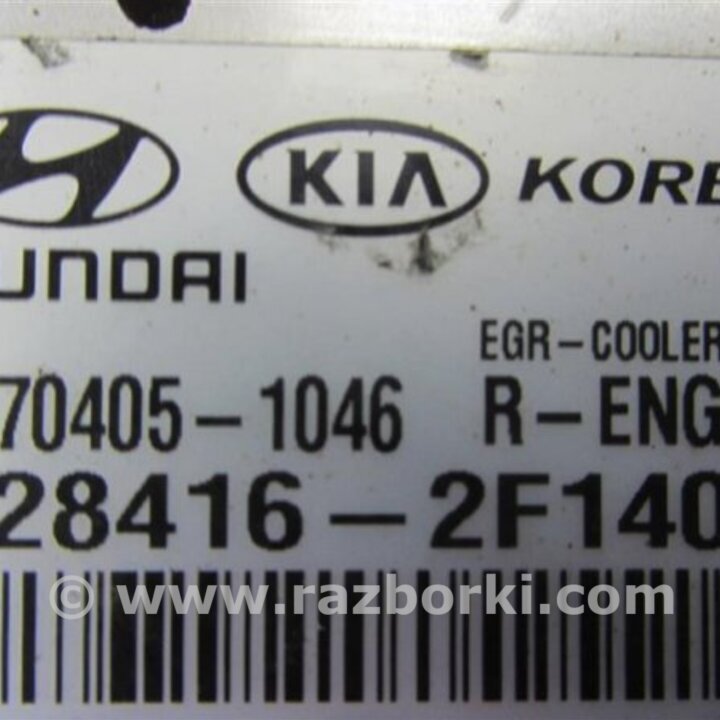 KIA KORE
UNDAI
EGR-COOLER
70405-1046 R-ENG
28416-2F140
© www.razborki.com